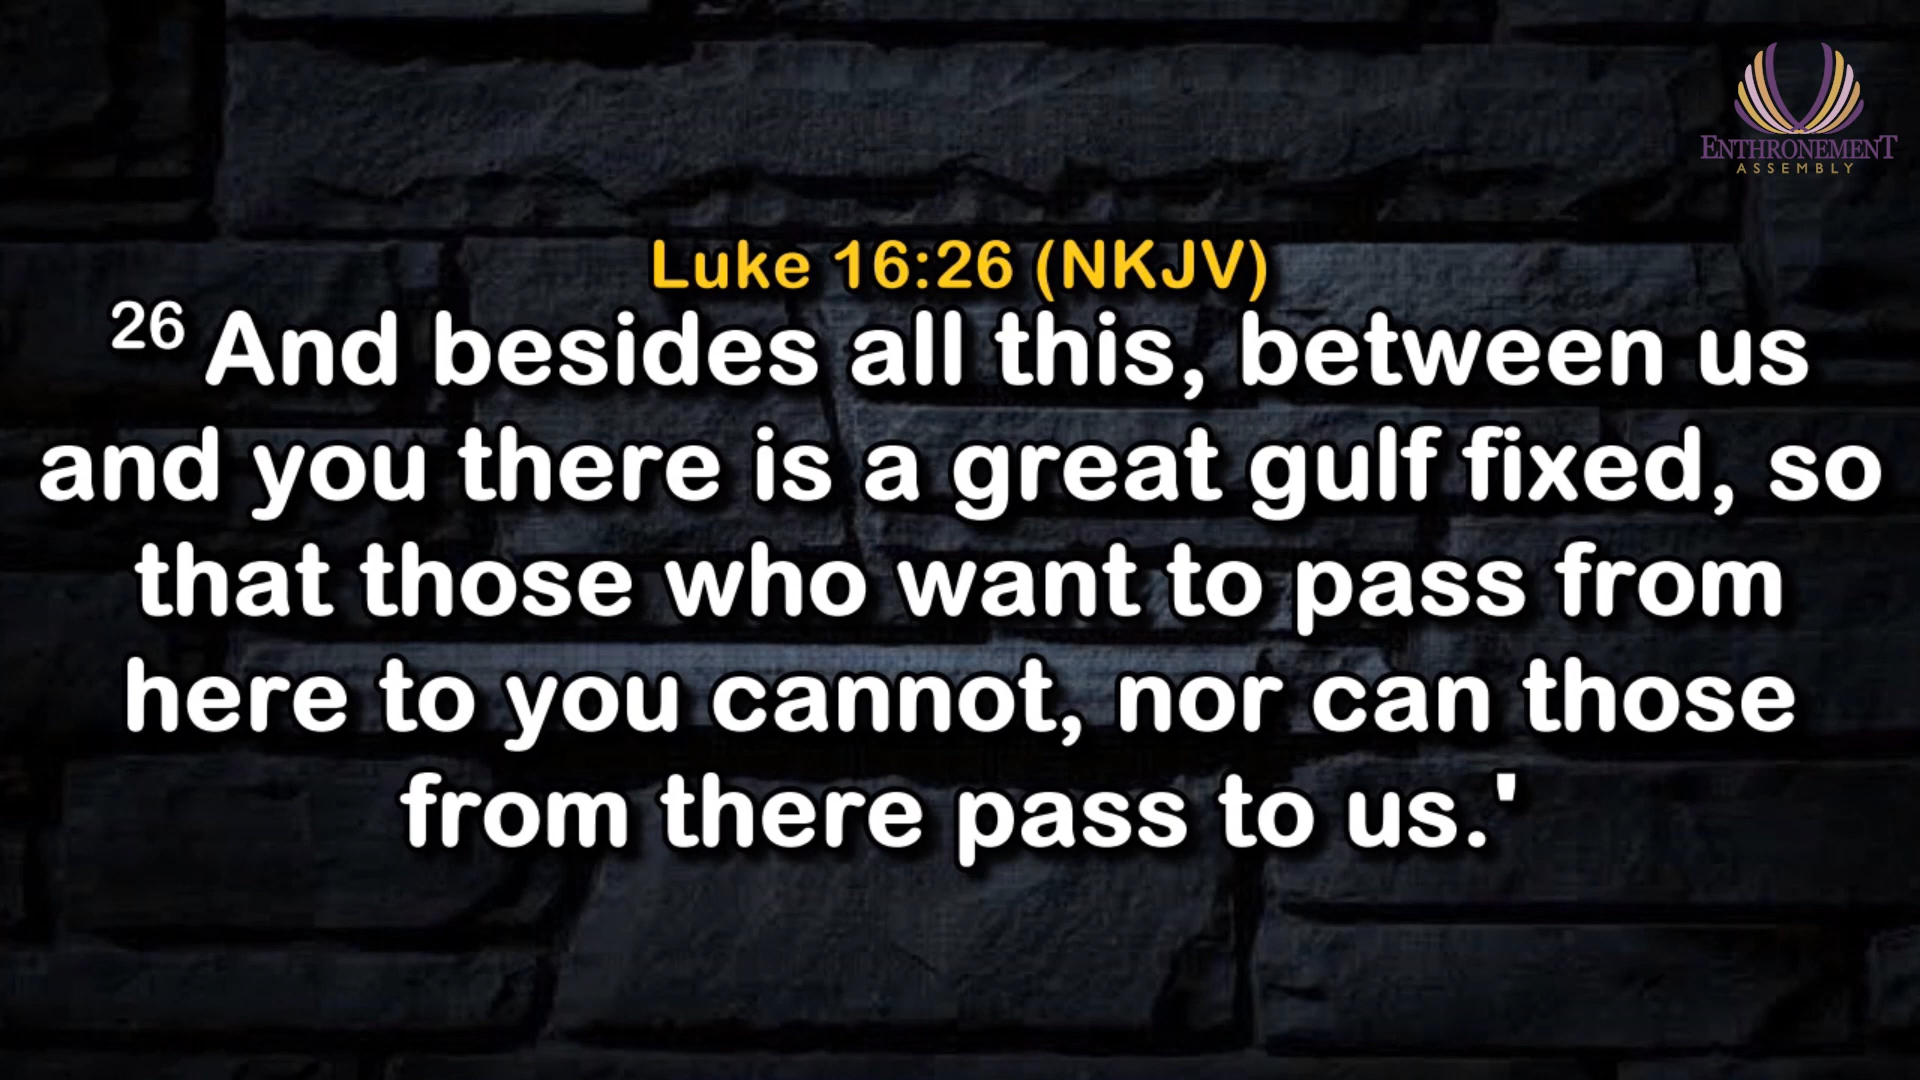 ENTHRONEMENT
ASSEMBLY
Luke 16:26 (NKJV)
26 And besides all this, between us
and you there is a great gulf fixed, so
that those who want to pass from
here to you cannot, nor can those
from there pass to us.'